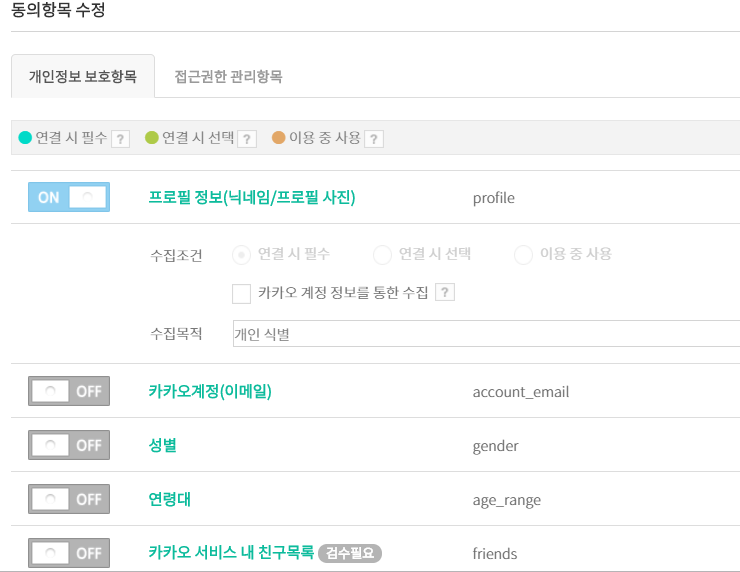 동의항목 수정
개인정보 보호항목 접근권한 관리항목
연결 시 필수 ? 연결 시 선택 ? 이용 중 사용 ?
ON 프로필 정보(닉네임/프로필 사진) profile
수집조건 연결 시 필수 연결 시 선택 이용 중 사용
카카오 계정 정보를 통한 수집 ?
수집목적 개인 식별
OFF 카카오계정(이메일) account_email
OFF 성별 gender
OFF 연령대 age_range
OFF 카카오 서비스 내 친구목록 검수필요 friends